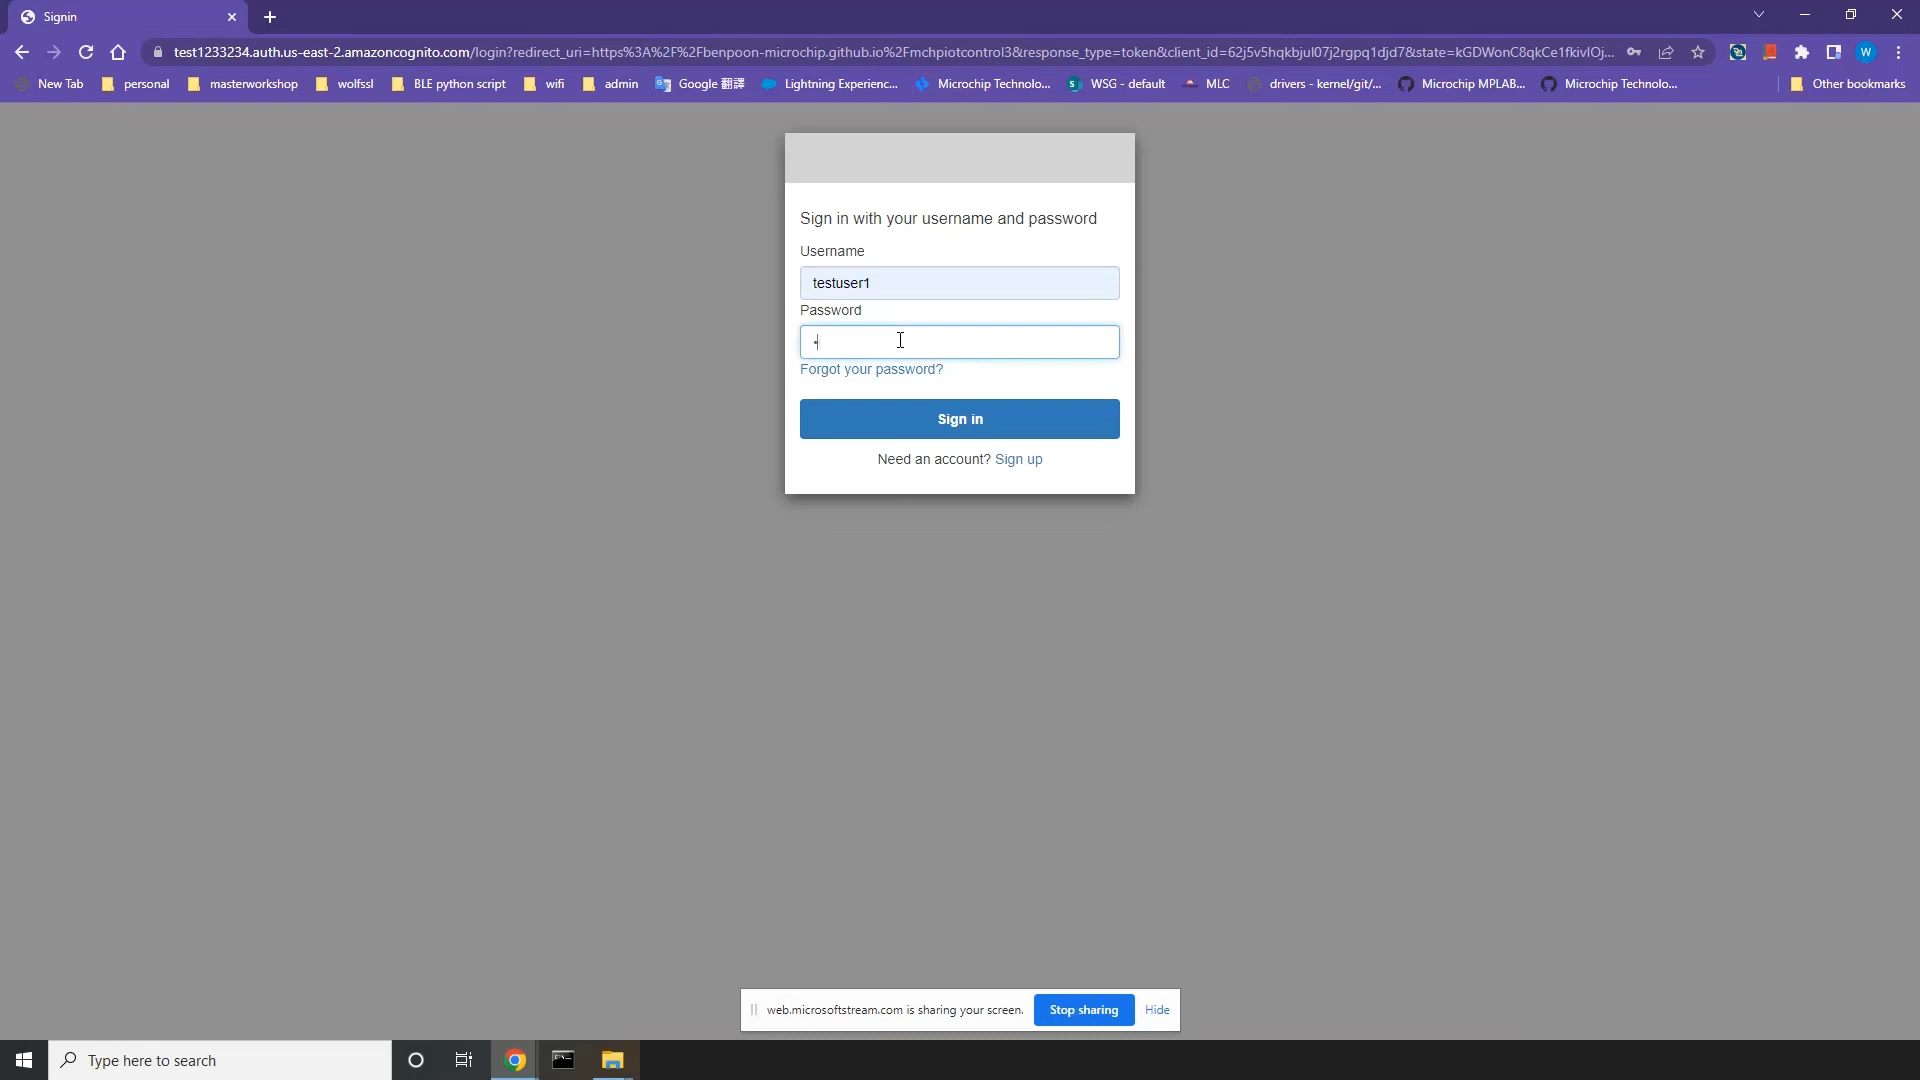 Signin
test1233234.auth.us-east-2.amazoncognito.com/login?redirect_uri=https%3A%2F%2Fbenpoon-microchip.github.io%2Fmchpiotcontrol3&response_type=token&client_id=62j5v5hqkbjul07j2rgpq1djd7&state=kGDWonC8qkCe1fkivlOj...
W
New Tab personal masterworkshop wolfssl BLE python script wifi admin Google 翻譯 Lightning Experienc... Microchip Technolo... WSG - default MLC drivers - kernel/git/... Microchip MPLAB... Microchip Technolo... Other bookmarks
Sign in with your username and password
Username
testuser1
Password
Forgot your password?
Sign in
Need an account? Sign up
web.microsoftstream.com is sharing your screen. Stop sharing Hide
Type here to search